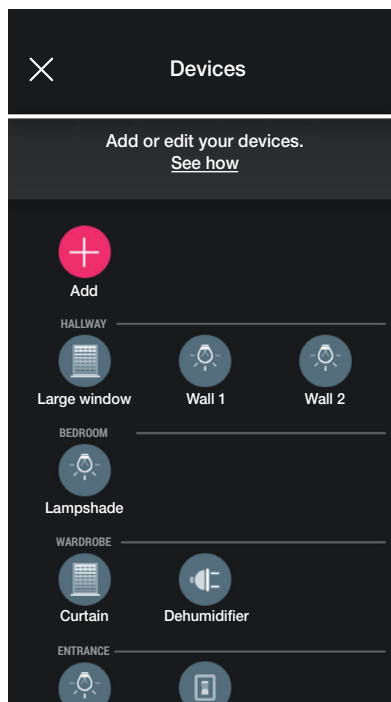 Devices
Add or edit your devices.
See how
Add
HALLWAY
Large window Wall 1 Wall 2
BEDROOM
Lampshade
WARDROBE
Curtain Dehumidifier
ENTRANCE